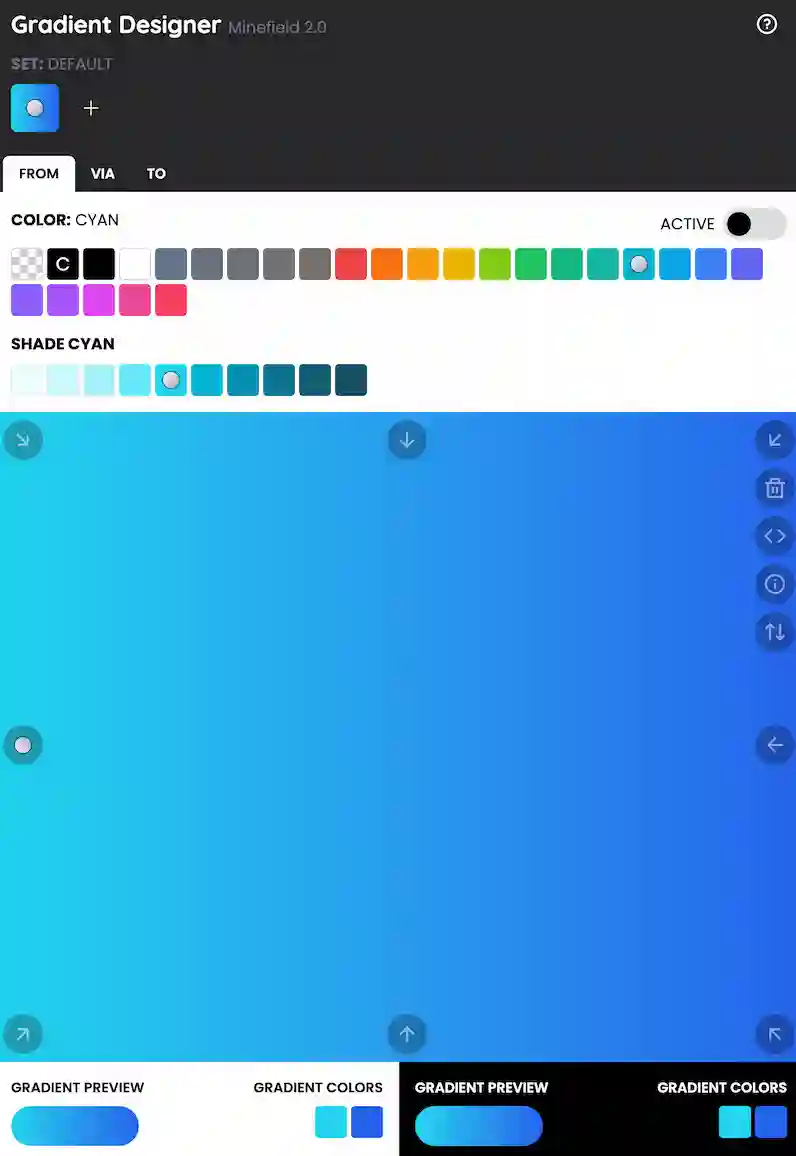 Gradient Designer Minefield 2.0
SET: DEFAULT
FROM VIA TO
COLOR: CYAN
ACTIVE
C
SHADE CYAN
GRADIENT PREVIEW GRADIENT COLORS GRADIENT PREVIEW GRADIENT COLORS